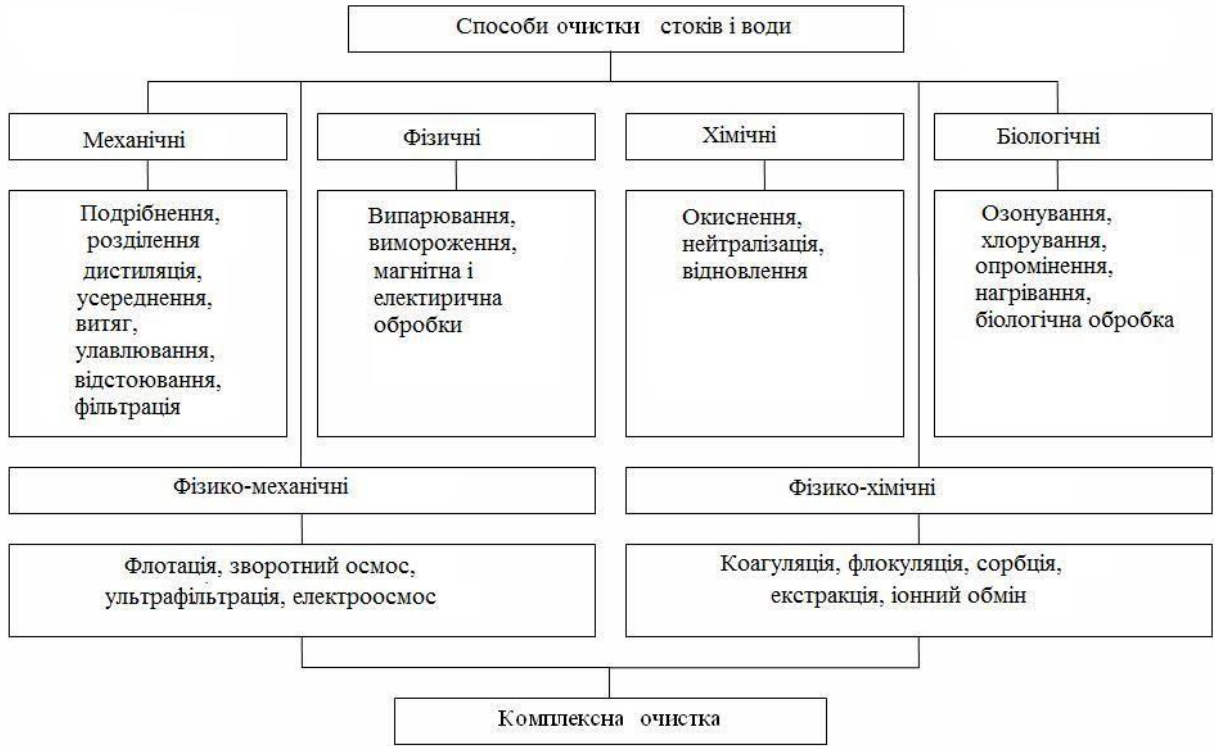 Способи очистки стоків і води
Механічні
Фізичні
Хімічні
Біологічні
Подрібнення,
розділення
дистиляція,
усереднення,
витяг,
улавлювання,
відстоювання,
фільтрація
Випарювання,
вимороження,
магнітна і
електирична
обробки
Окиснення,
нейтралізація,
відновлення
Озонування,
хлорування,
опромінення,
нагрівання,
біологічна обробка
Фізико-механічні
Фізико-хімічні
Флотація, зворотний осмос,
ультрафільтрація, електроосмос
Коагуляція, флокуляція, сорбція,
екстракція, іонний обмін
Комплексна очистка